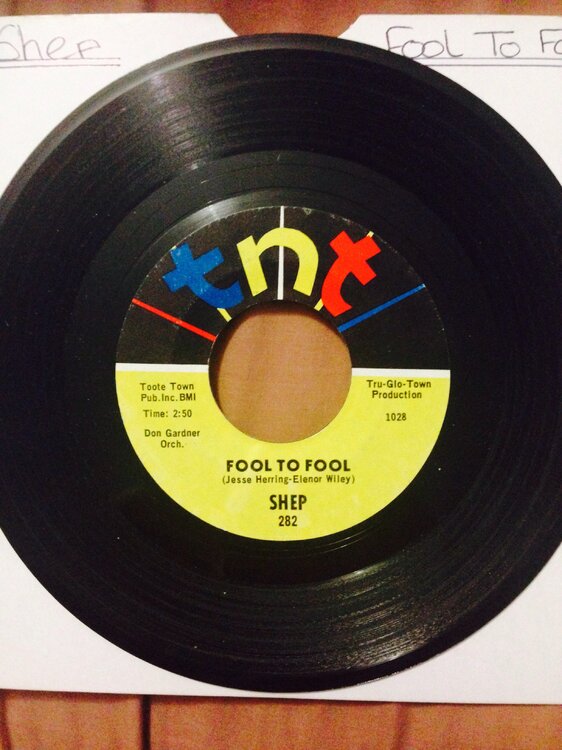 Shep
Fool To Fo
tnt
Toote Town
Pub.Inc.BMI
Time: 2:50
Don Gardner
Orch.
Tru-Glo-Town
Production
1028
FOOL TO FOOL
(Jesse Herring-Elenor Wiley)
SHEP
282